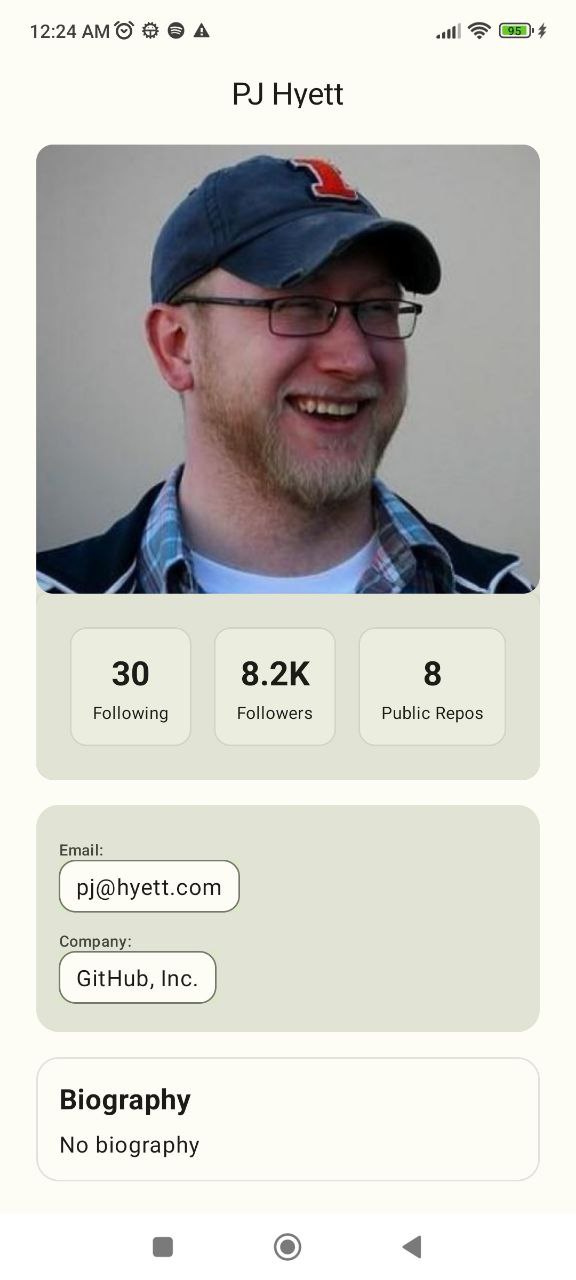 12:24 AM
95
PJ Hyett
I
30
8.2K
8
Following
Followers
Public Repos
Email:
pj@hyett.com
Company:
GitHub, Inc.
Biography
No biography